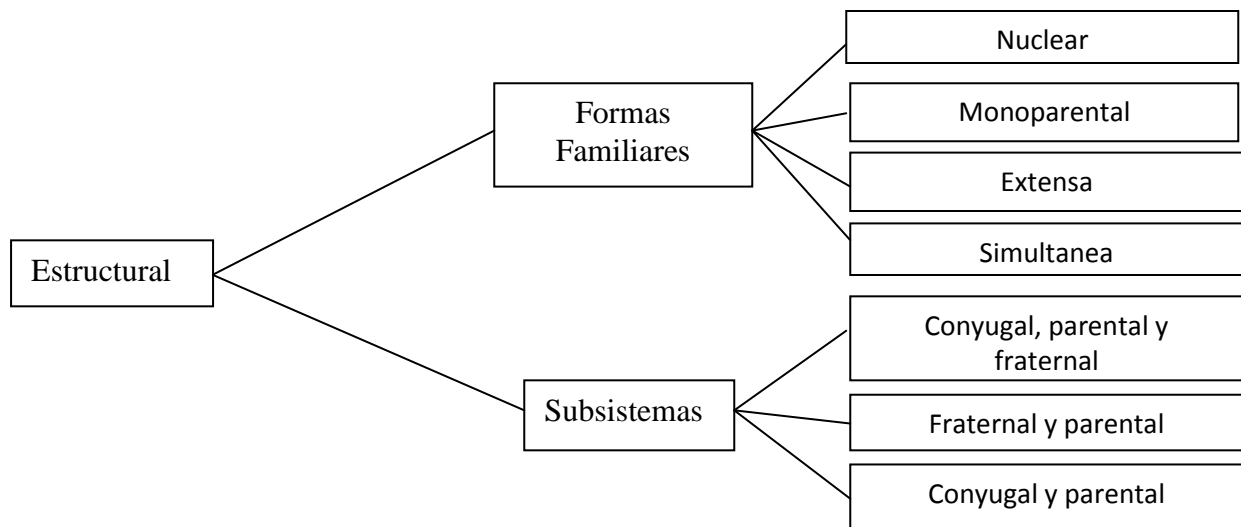 Estructural
Formas
Familiares
Nuclear
Monoparental
Extensa
Simultanea
Subsistemas
Conyugal, parental y
fraternal
Fraternal y parental
Conyugal y parental